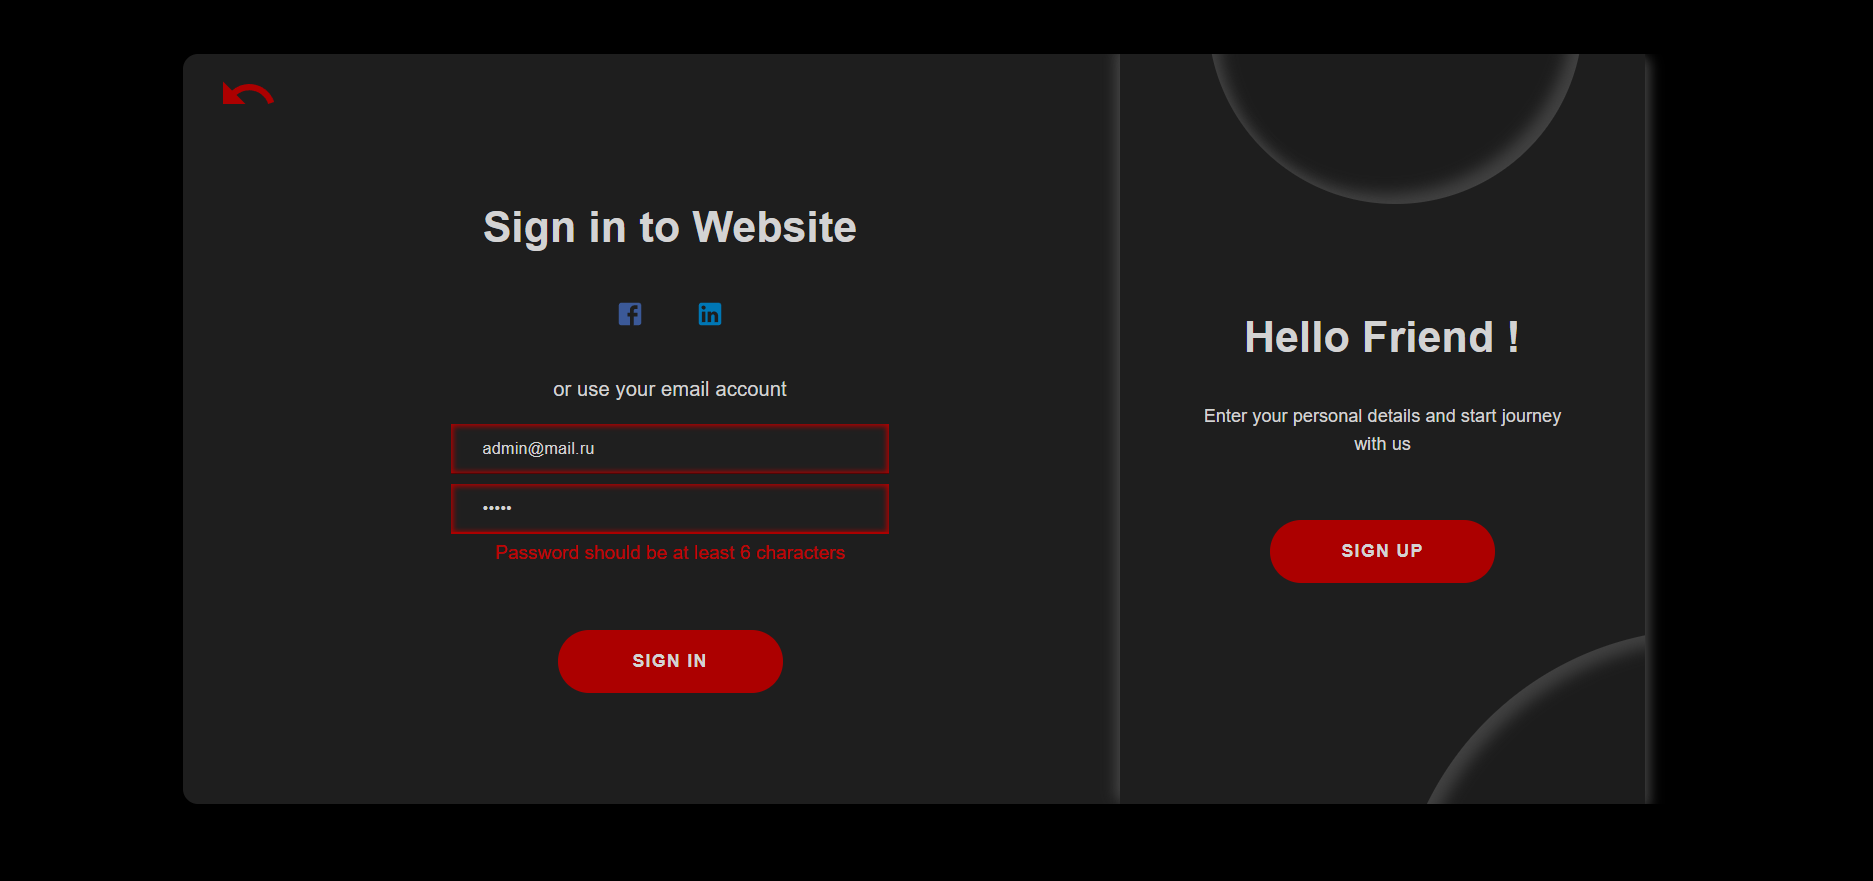 Sign in to Website
or use your email account
admin@mail.ru
•••••
Password should be at least 6 characters
SIGN IN
Hello Friend !
Enter your personal details and start journey
with us
SIGN UP